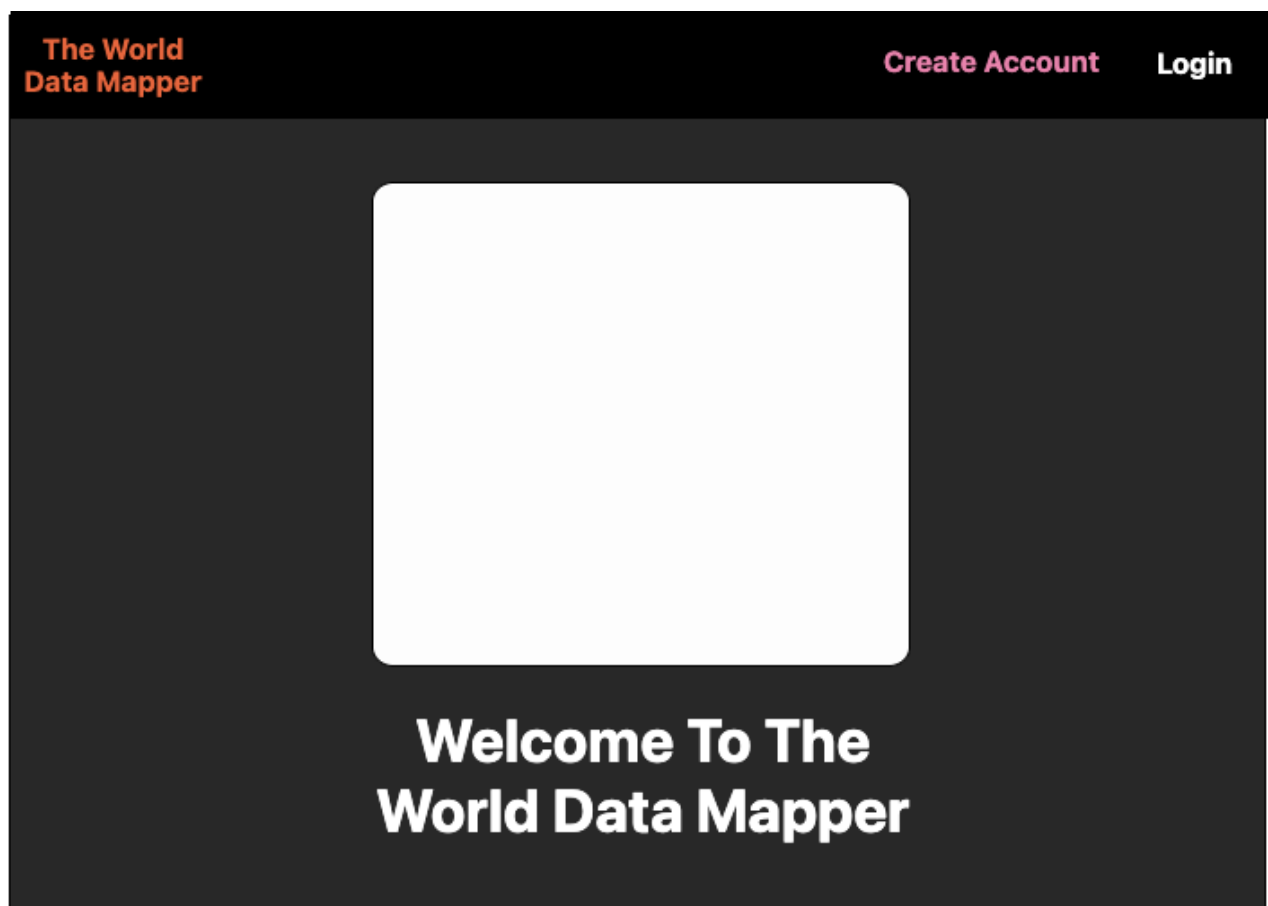 The World
Data Mapper
Create Account
Login
Welcome To The
World Data Mapper